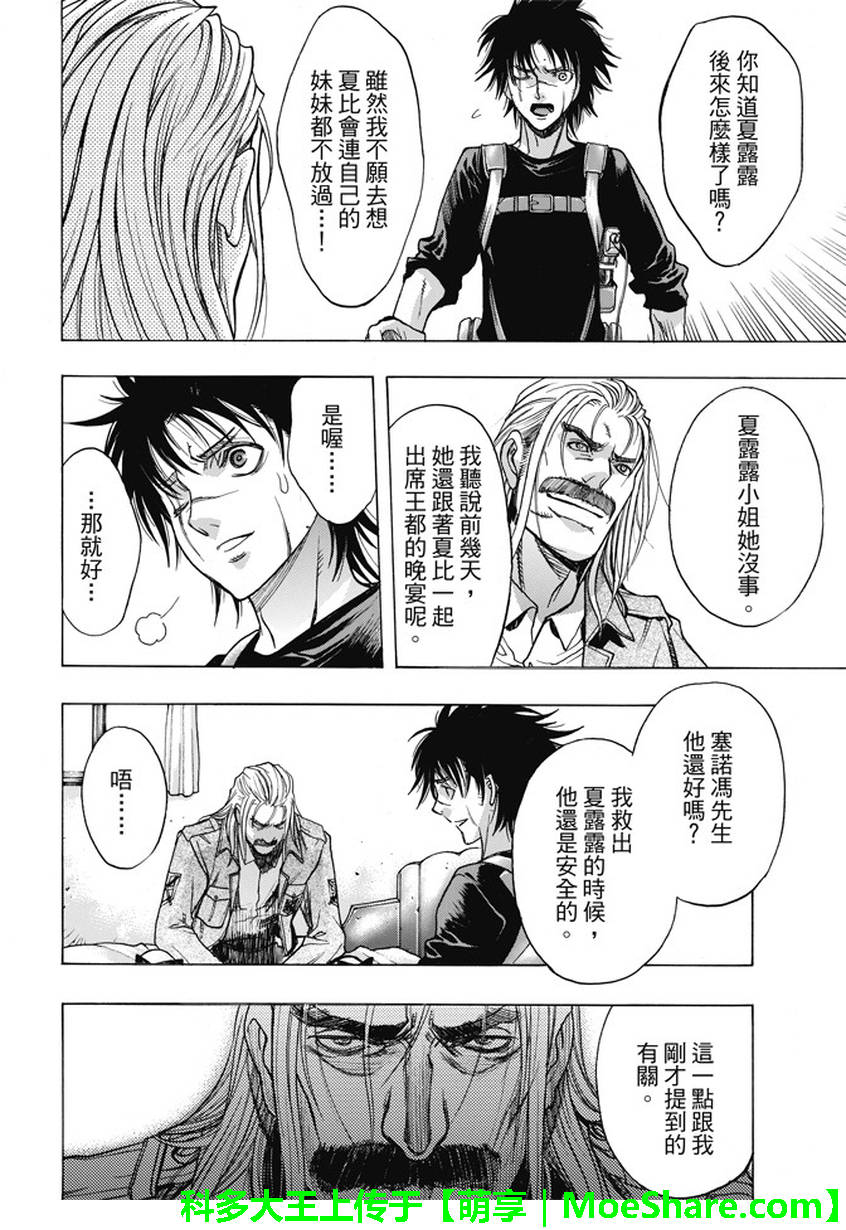 你知道夏露露
後來怎麼樣了嗎？
雖然我不願去想
夏比會連自己的
妹妹都不放過…！
夏露露小姐她沒事。
我聽說前幾天，
她還跟著夏比一起
出席王都的晚宴呢。
是喔……
…那就好…
塞諾馮先生
他還好嗎？
我救出
夏露露的時候，
他還是安全的。
唔……
這一點跟我
剛才提到的
有關。
科多大王上传于【萌享｜MoeShare.com】